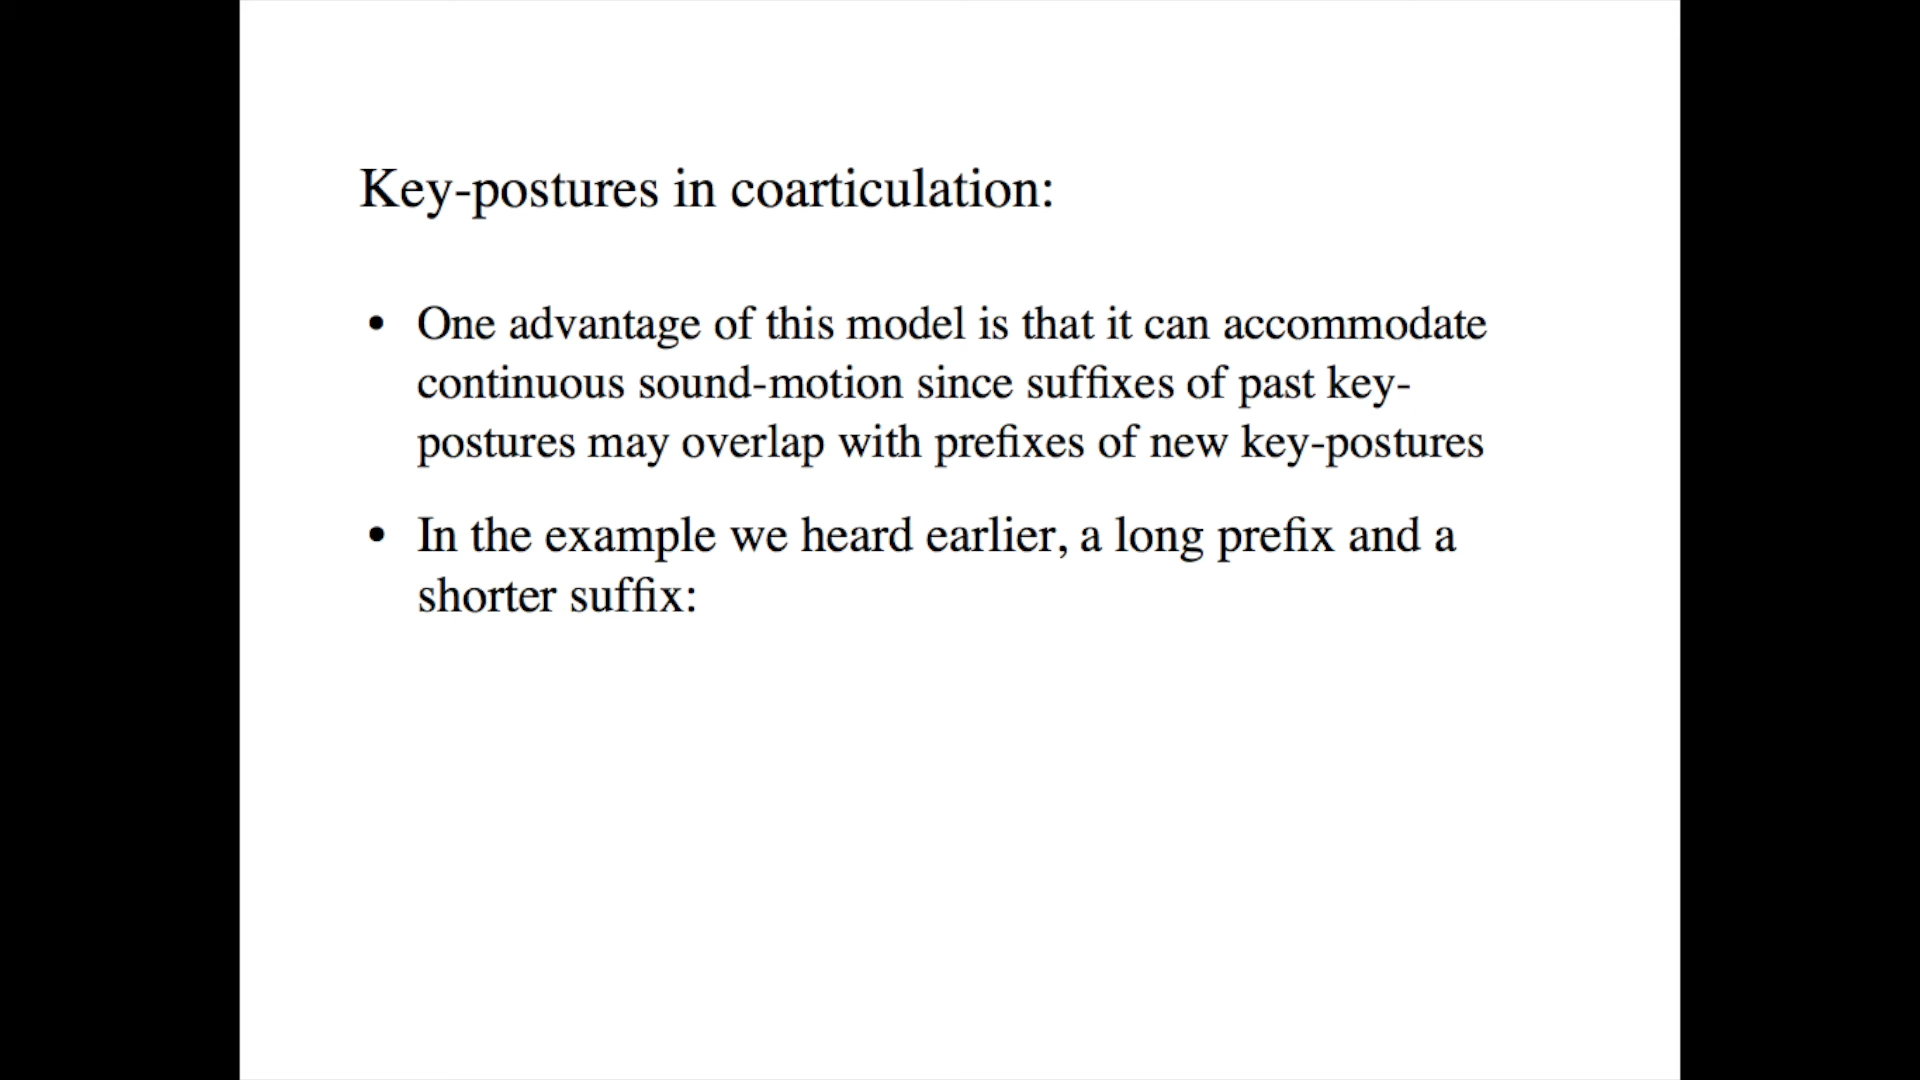 Key-postures in coarticulation:
• One advantage of this model is that it can accommodate
continuous sound-motion since suffixes of past key-
postures may overlap with prefixes of new key-postures
• In the example we heard earlier, a long prefix and a
shorter suffix: